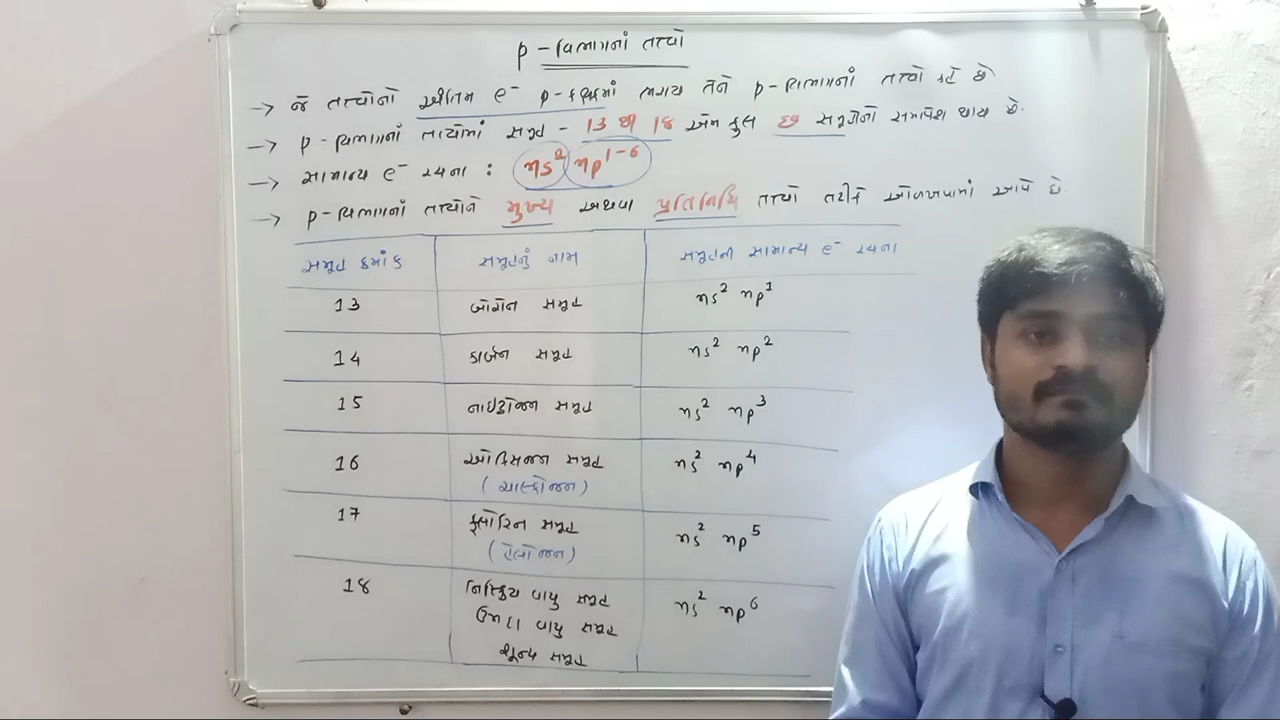 p - વિભાગનાં તત્વો
→ જે તત્વોનો અંતિમ e⁻ p-કક્ષકમાં ભરાય તેને p-વિભાગનાં તત્વો કહે છે
→ p-વિભાગનાં તત્વોમાં સમૂહ - 13 થી 18 એમ કુલ છ સમૂહોનો સમાવેશ થાય છે.
→ સામાન્ય e⁻ રચના : ns² np¹⁻⁶
→ p-વિભાગનાં તત્વોને મુખ્ય અથવા પ્રતિનિધિ તત્વો તરીકે ઓળખવામાં આવે છે.
સમૂહ ક્રમાંક સમૂહનું નામ સમૂહની સામાન્ય e⁻ રચના
13 બોરોન સમૂહ ns² np¹
14 કાર્બન સમૂહ ns² np²
15 નાઇટ્રોજન સમૂહ ns² np³
16 ઓક્સિજન સમૂહ ns² np⁴
(ચાલ્કોજન)
17 ફ્લોરિન સમૂહ ns² np⁵
(હેલોજન)
18 નિષ્ક્રિય વાયુ સમૂહ ns² np⁶
ઉમદા વાયુ સમૂહ
શૂન્ય સમૂહ